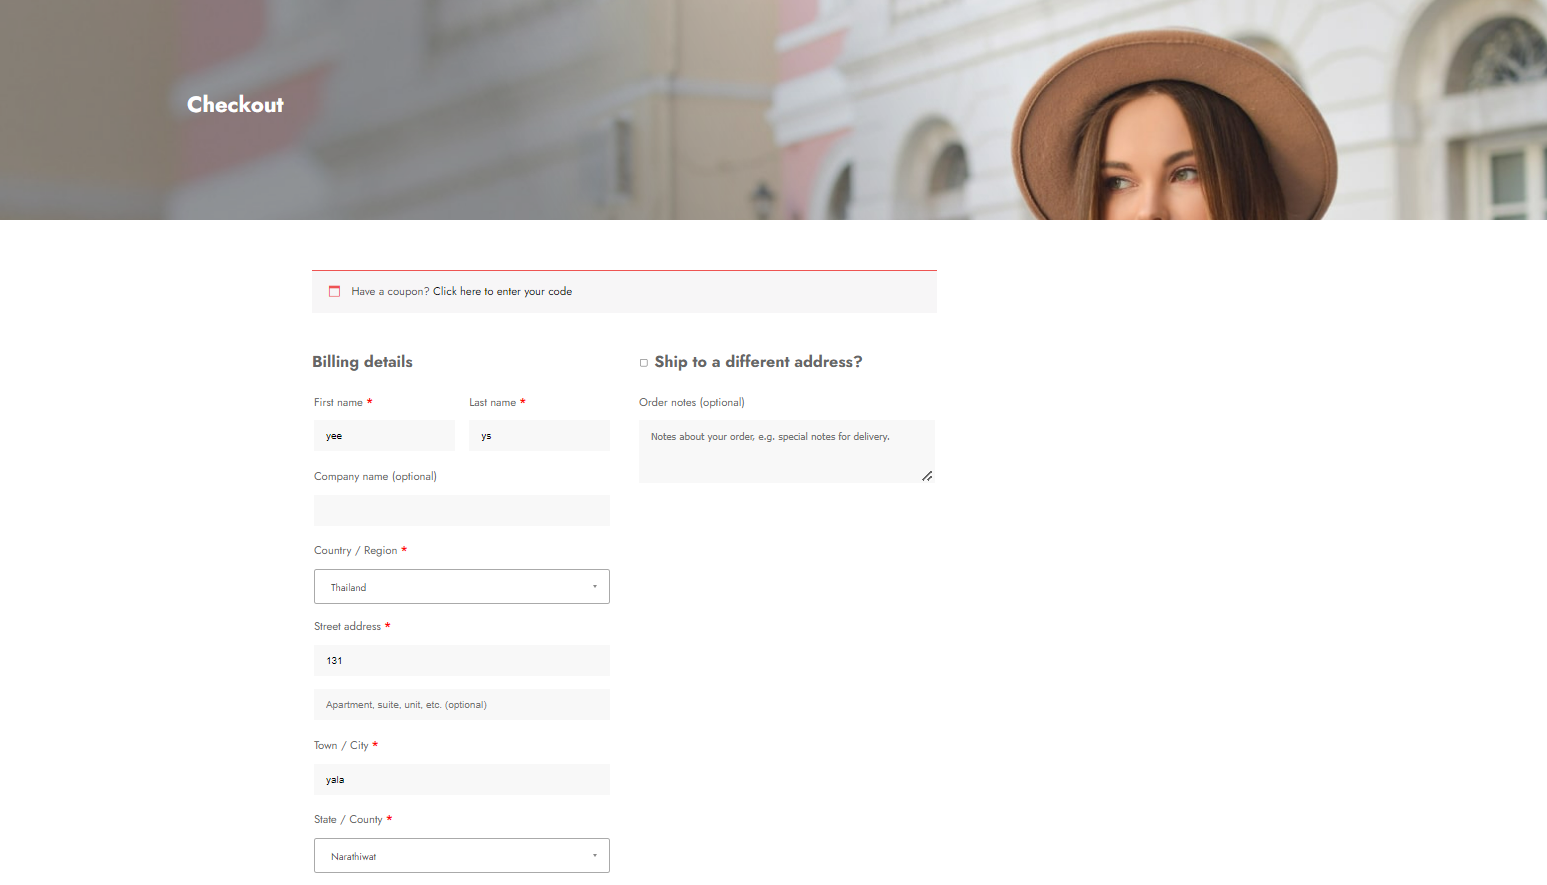 Checkout
Have a coupon? Click here to enter your code
Billing details
First name *
Last name *
yee
ys
Company name (optional)
Country / Region *
Thailand
Street address *
131
Apartment, suite, unit, etc. (optional)
Town / City *
yala
State / County *
Narathiwat
Ship to a different address?
Order notes (optional)
Notes about your order, e.g. special notes for delivery.